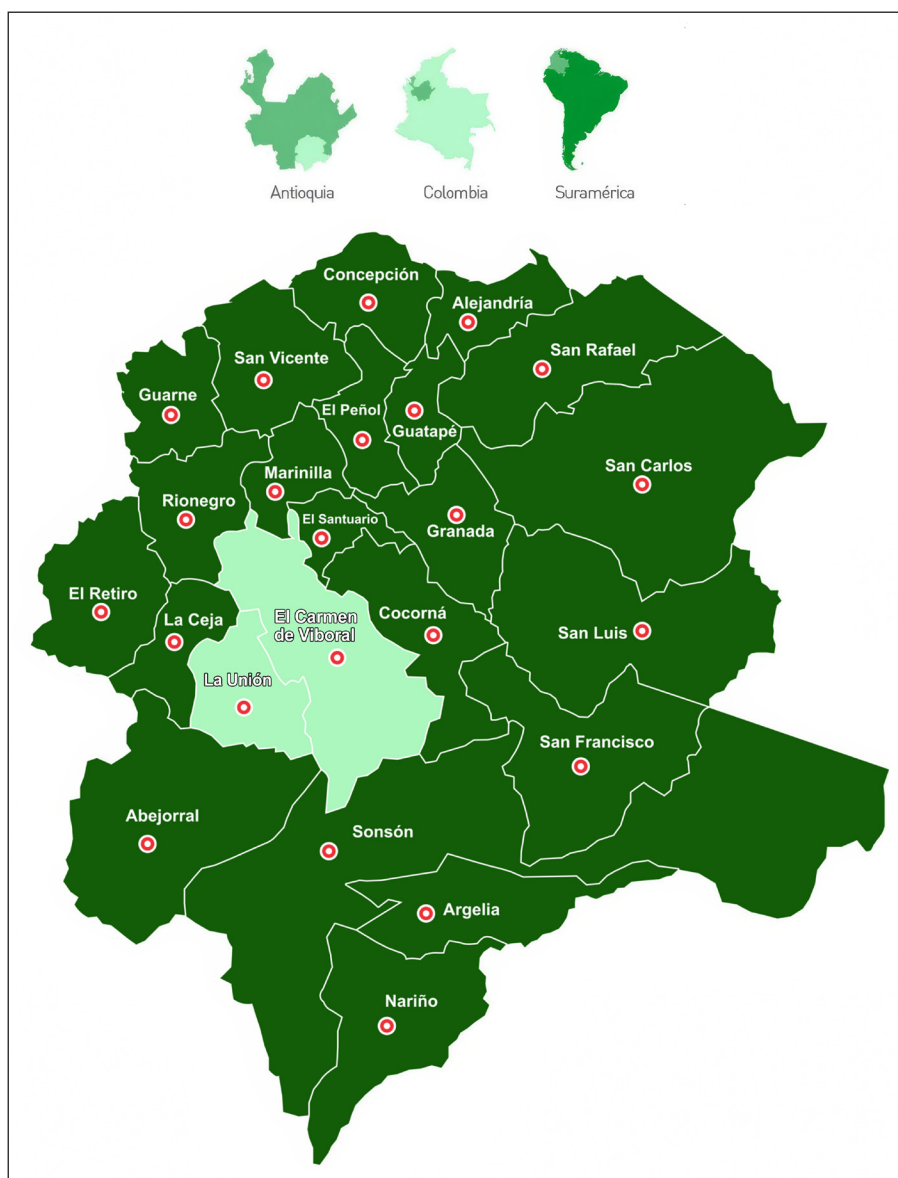 Antioquia
Colombia
Suramérica
Concepción
Alejandría
San Vicente
San Rafael
Guarne
El Peñol
Guatapé
Marinilla
San Carlos
Rionegro
El Santuario
Granada
El Retiro
La Ceja
El Carmen
de Viboral
Cocorná
San Luis
La Unión
San Francisco
Abejorral
Sonsón
Argelia
Nariño